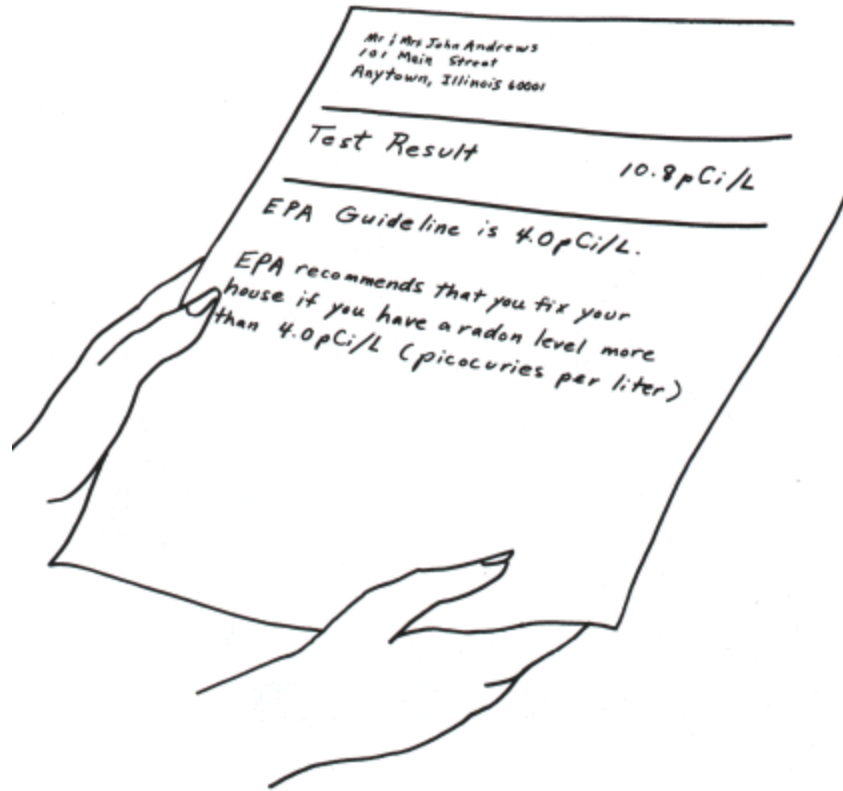 Mr & Mrs John Andrews
101 Main Street
Anytown, Illinois 60001
Test Result 10.8pCi/L
EPA Guideline is 4.0pCi/L.
EPA recommends that you fix your
house if you have a radon level more
than 4.0pCi/L (picocuries per liter)